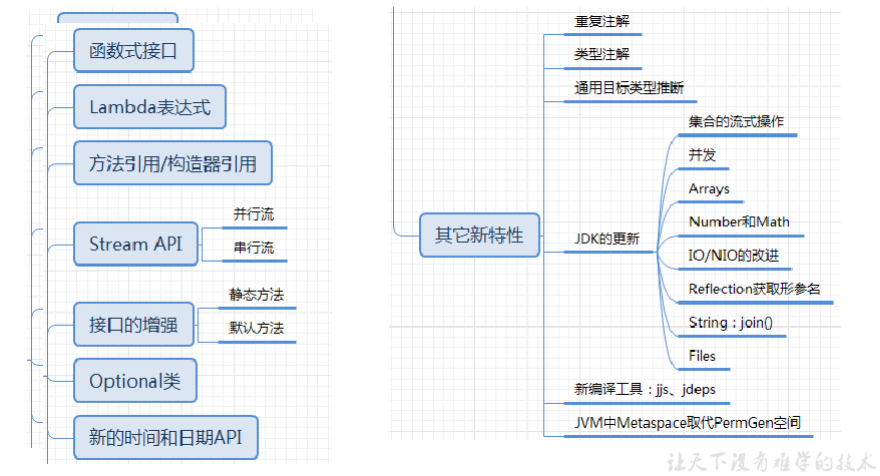 函数式接口
Lambda表达式
方法引用/构造器引用
Stream API
并行流
串行流
接口的增强
静态方法
默认方法
Optional类
新的时间和日期API
其它新特性
重复注解
类型注解
通用目标类型推断
JDK的更新
集合的流式操作
并发
Arrays
Number和Math
IO/NIO的改进
Reflection获取形参名
String：join()
Files
新编译工具：jjs、jdeps
JVM中Metaspace取代PermGen空间
让天下没有难学的技术